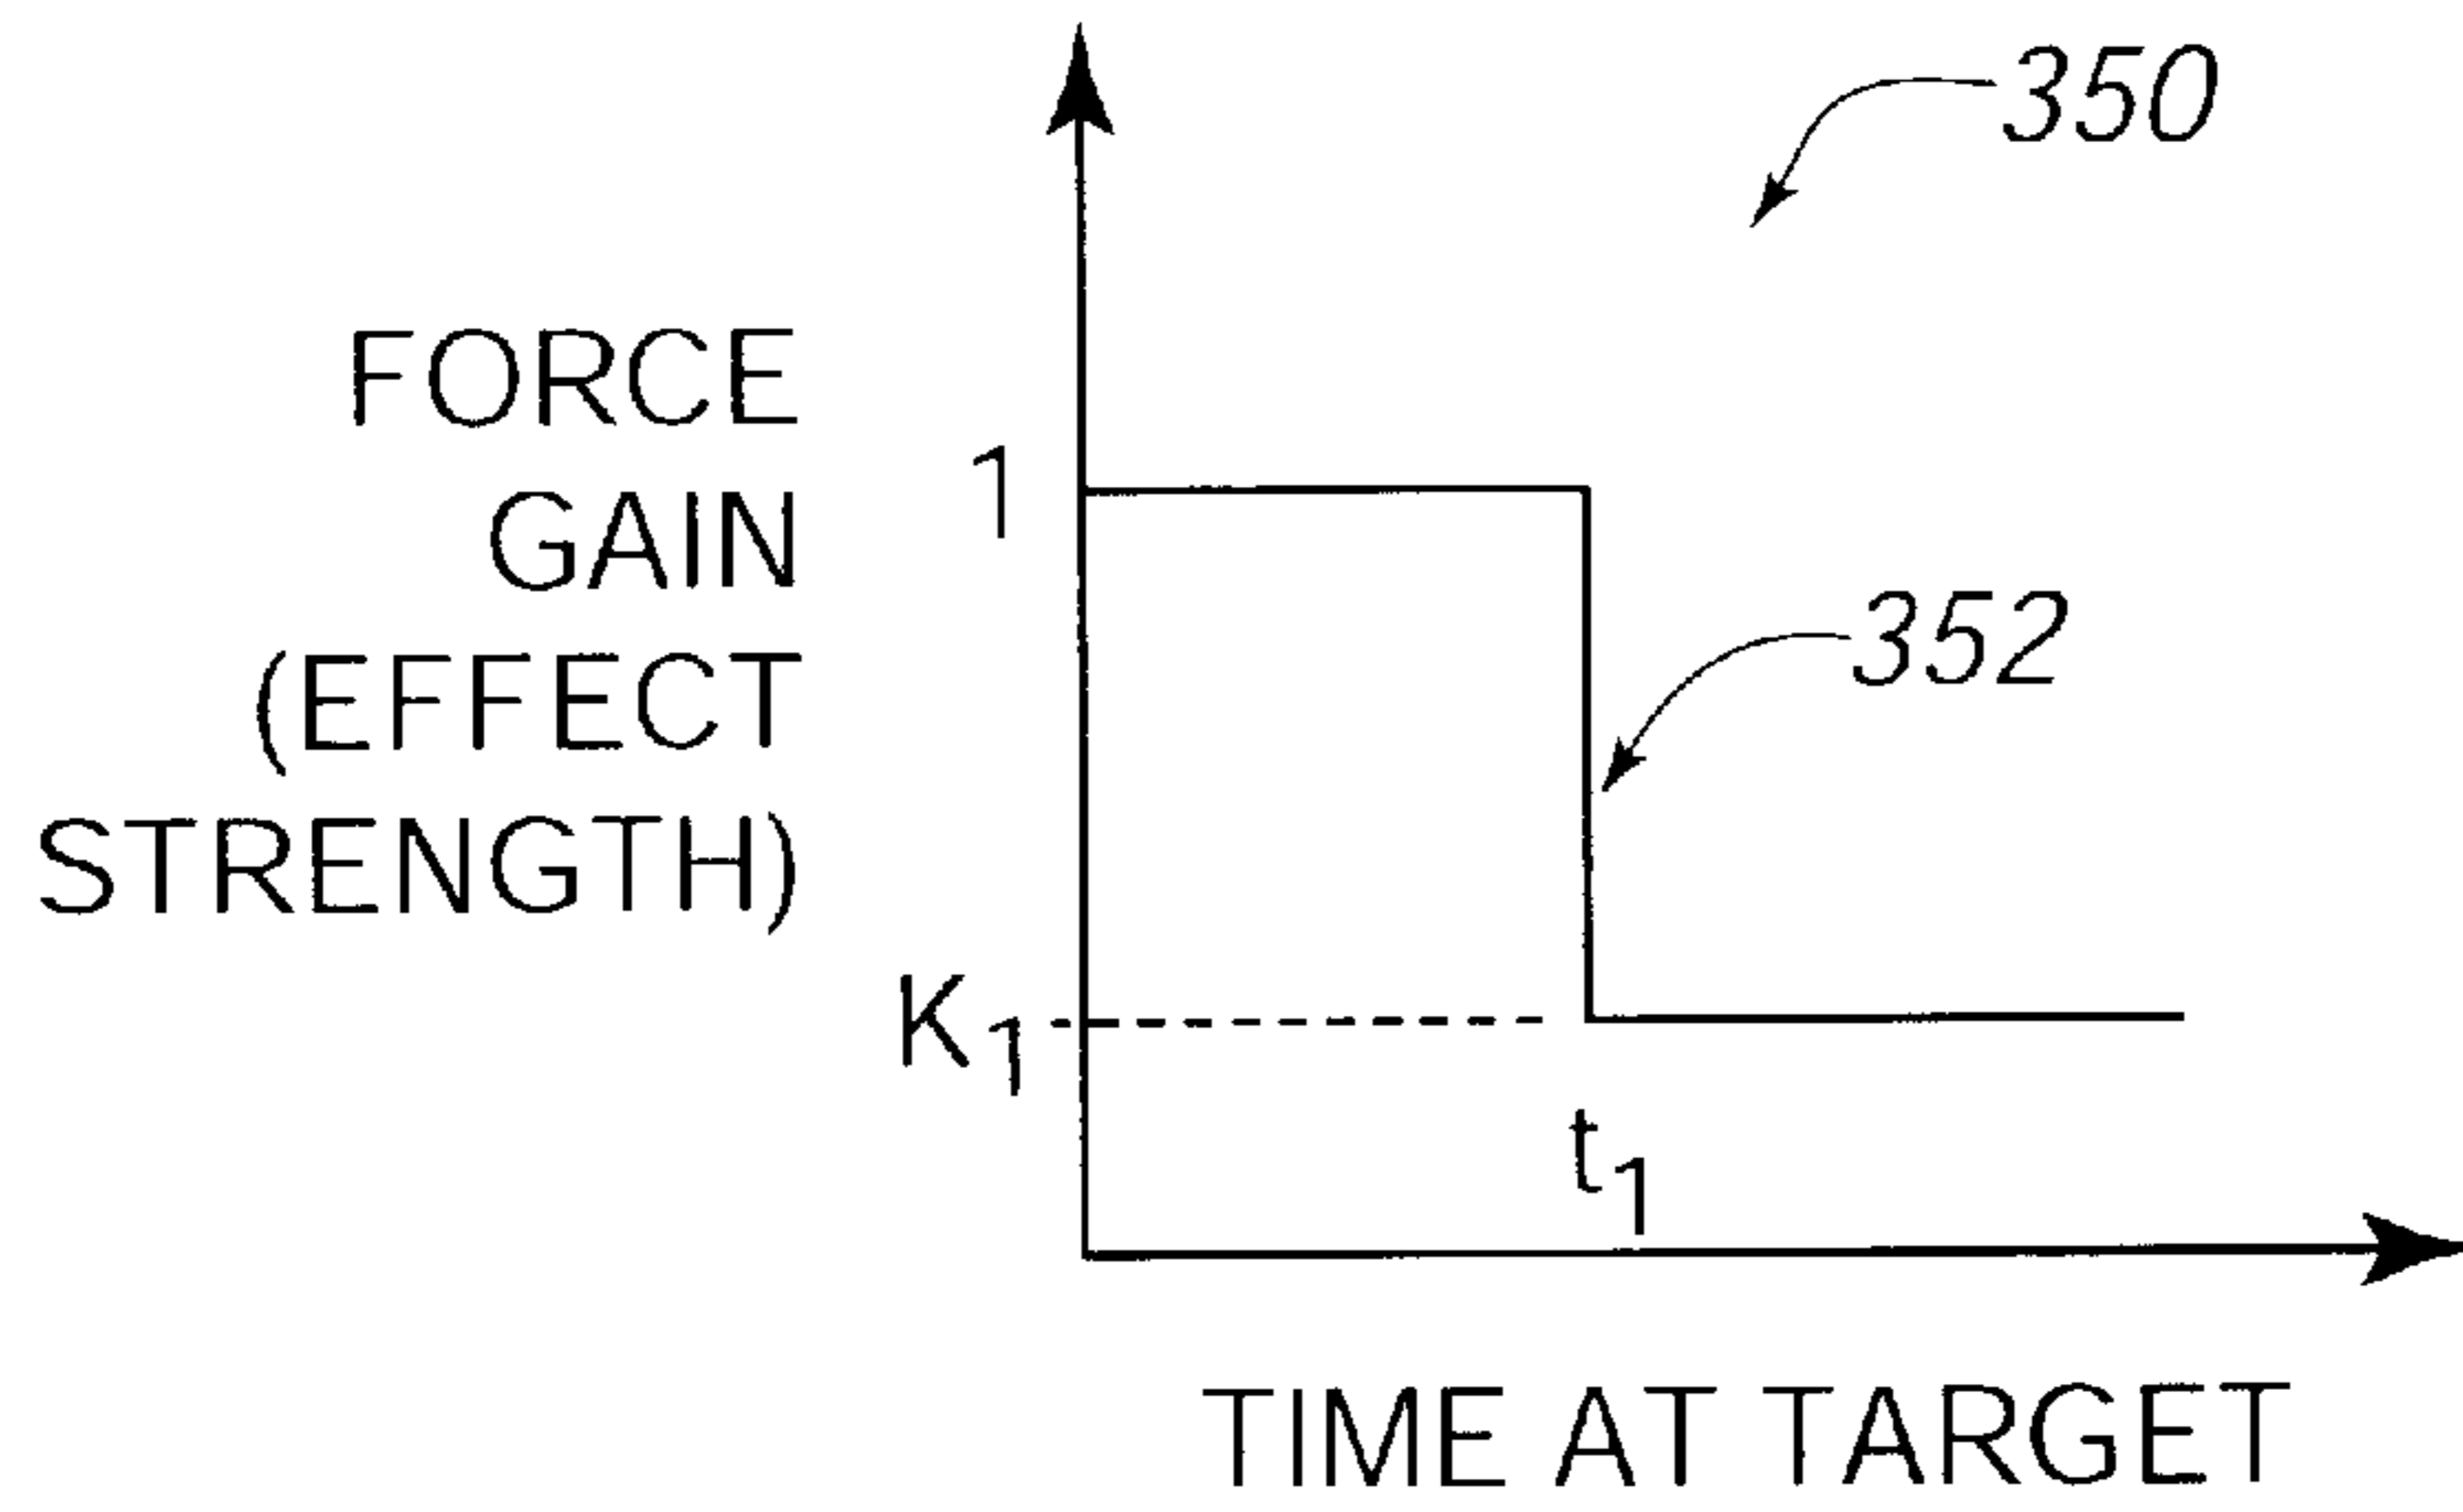 350
FORCE
GAIN
(EFFECT
STRENGTH)
1
352
K1
t1
TIME AT TARGET